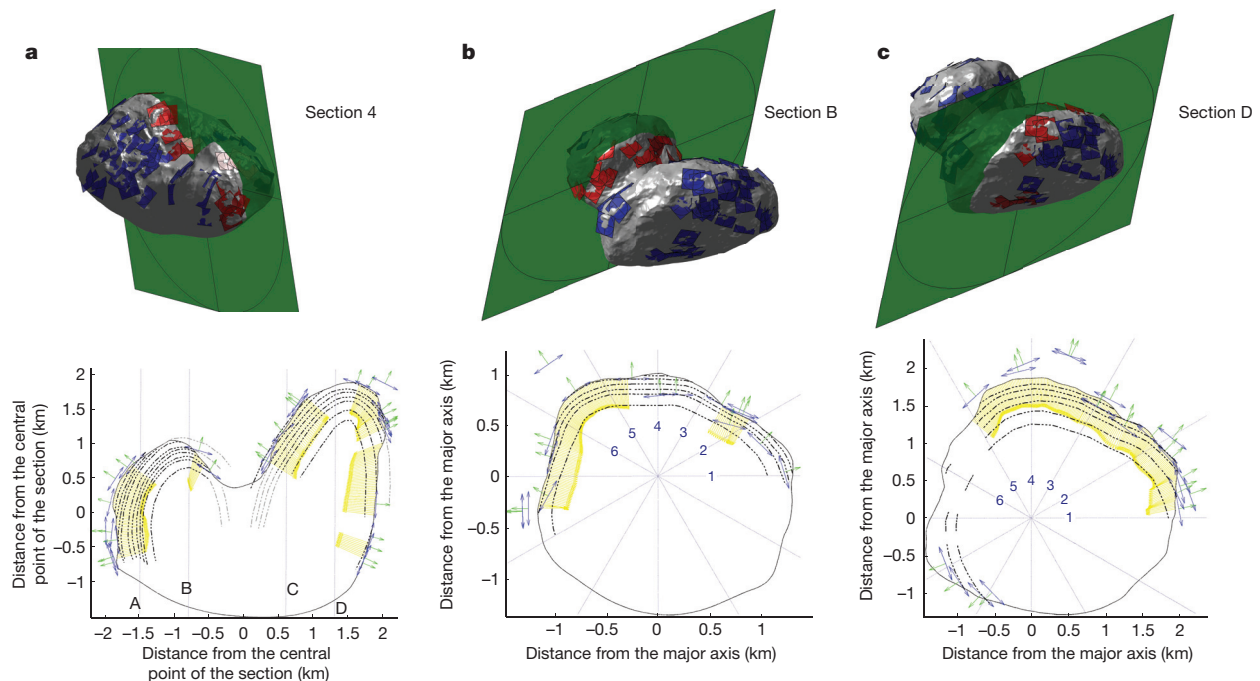 a
Section 4
b
Section B
c
Section D
Distance from the central
point of the section (km)
2
1.5
1
0.5
0
−0.5
−1
A
B
C
D
−2
−1.5
−1
−0.5
0
0.5
1
1.5
2
Distance from the central
point of the section (km)
Distance from the major axis (km)
1
0.5
0
−0.5
−1
6
5
4
3
2
1
−1
−0.5
0
0.5
1
Distance from the major axis (km)
Distance from the major axis (km)
2
1.5
1
0.5
0
−0.5
−1
6
5
4
3
2
1
−1
−0.5
0
0.5
1
1.5
2
Distance from the major axis (km)